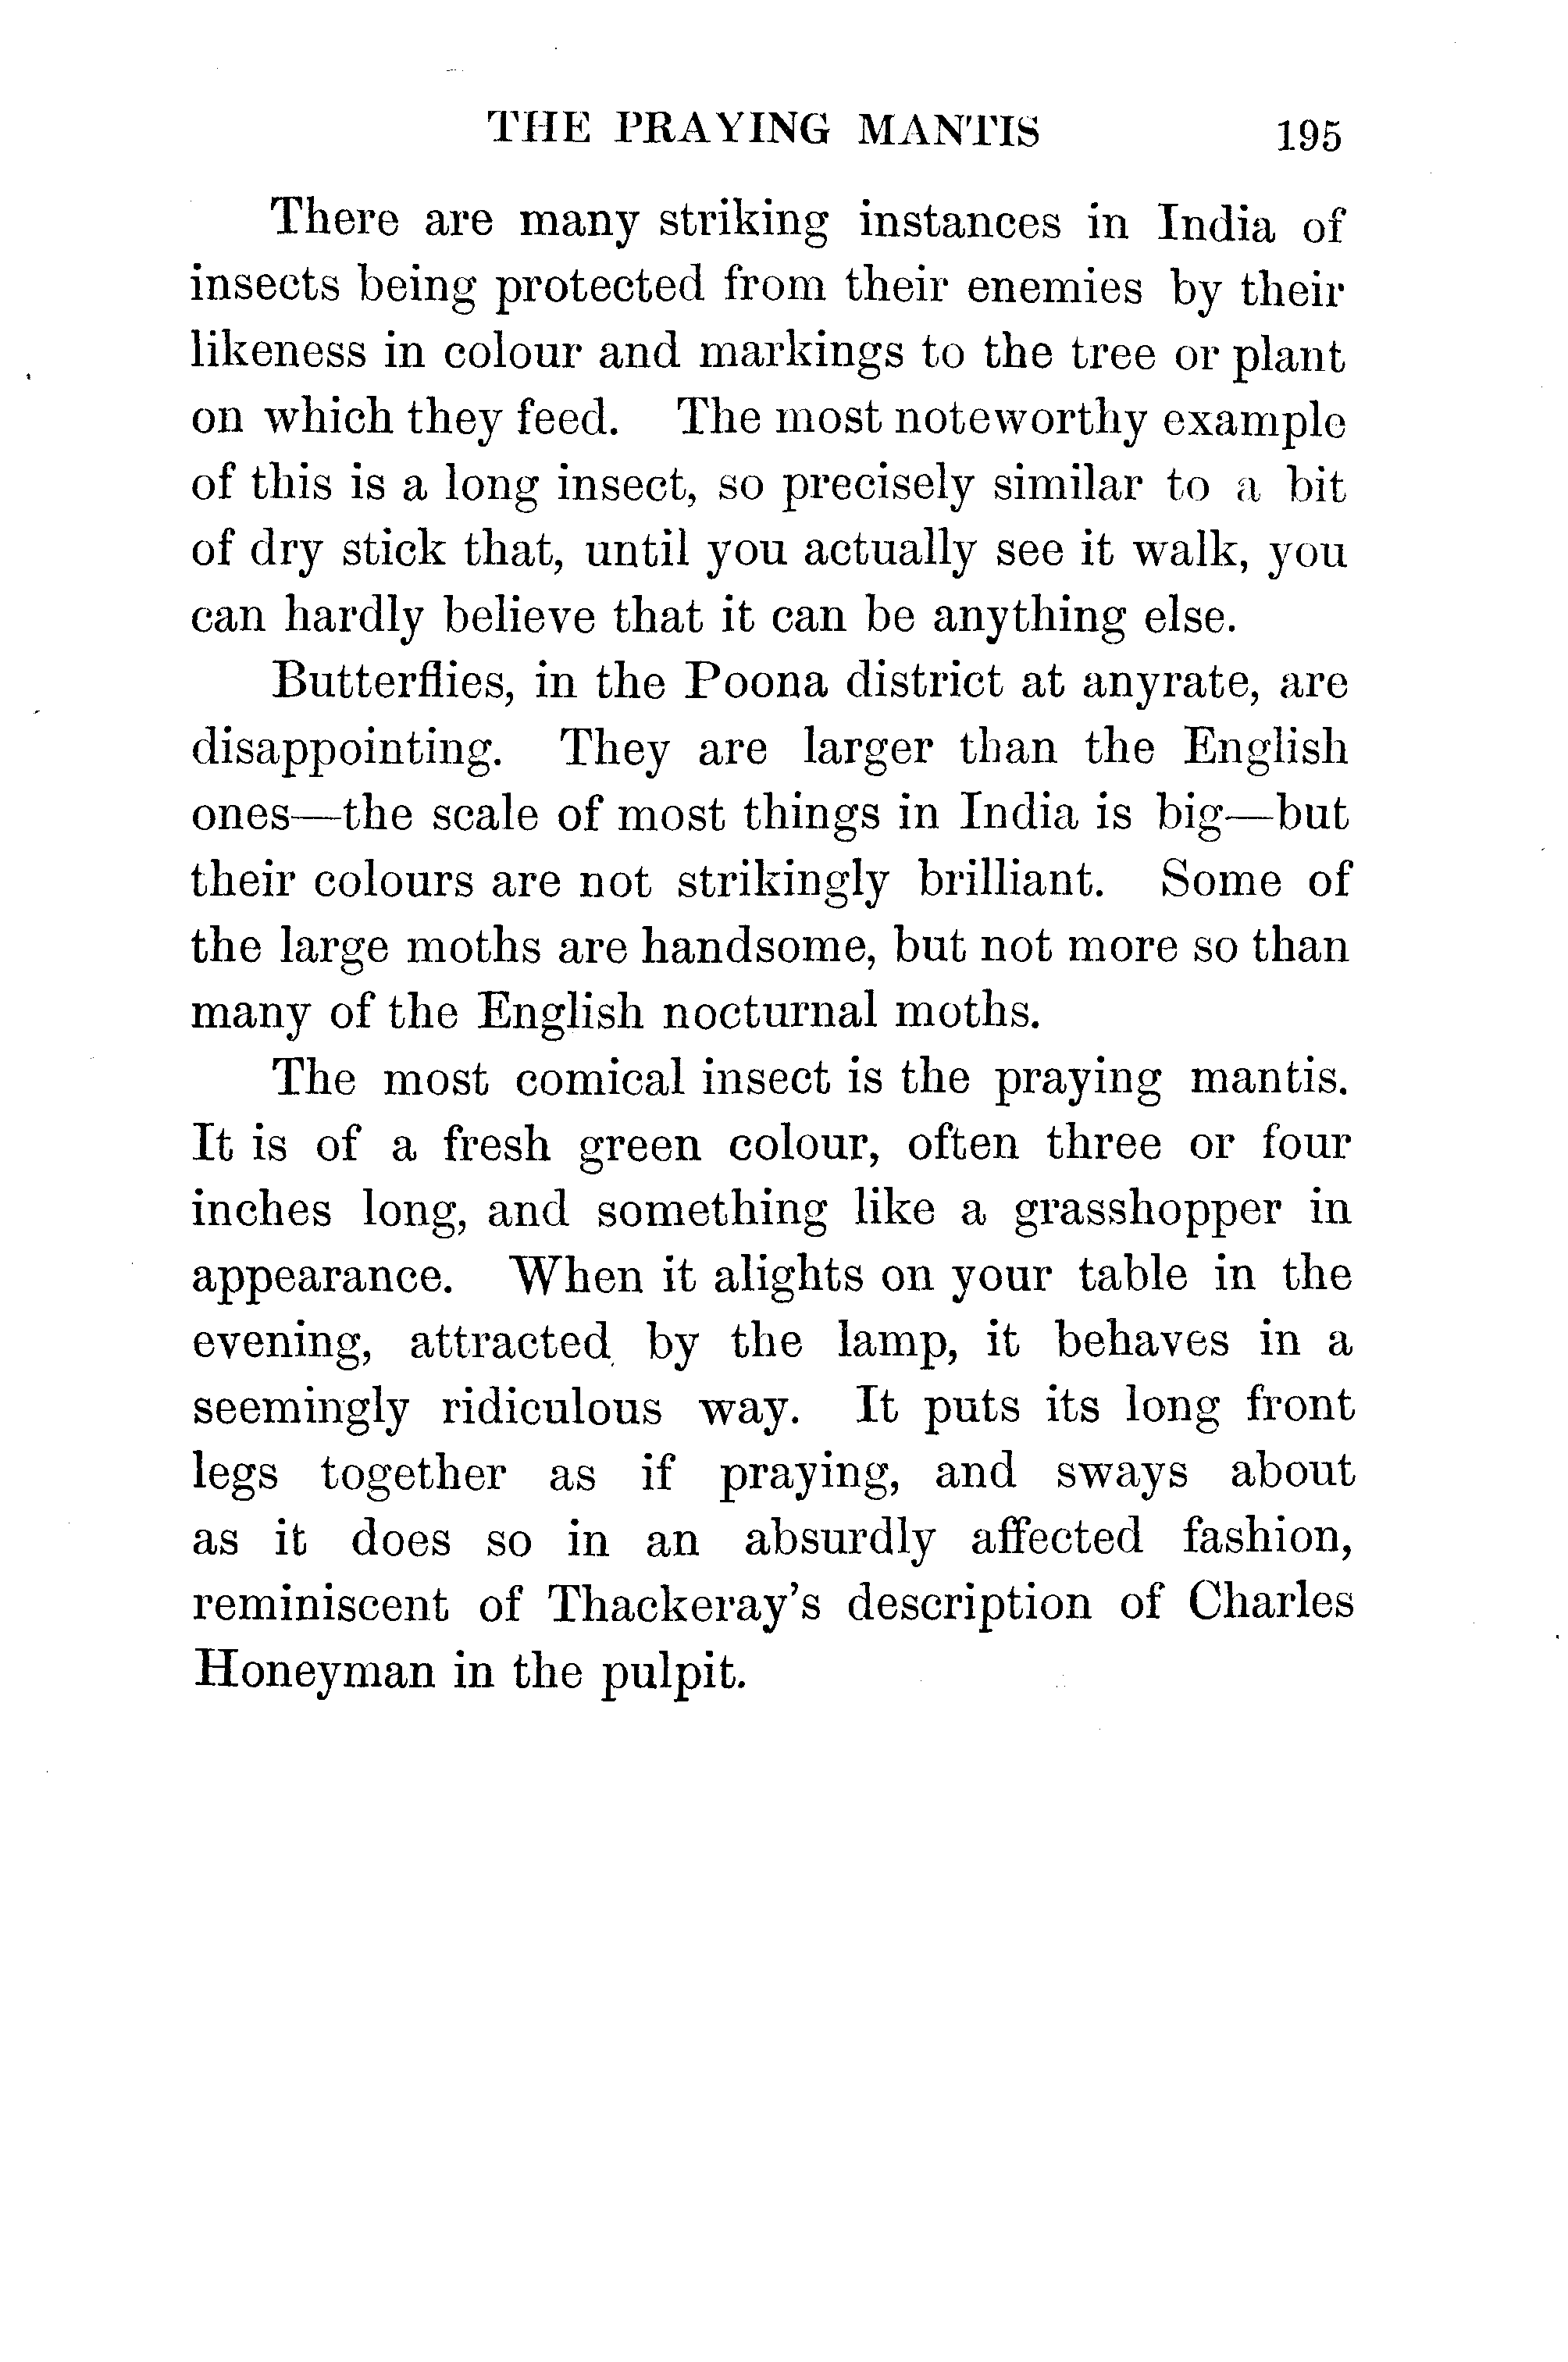 THE PRAYING MANTIS 195
There are many striking instances in India of
insects being protected from their enemies by their
likeness in colour and markings to the tree or plant
on which they feed. The most noteworthy example
of this is a long insect, so precisely similar to a bit
of dry stick that, until you actually see it walk, you
can hardly believe that it can be anything else.
Butterflies, in the Poona district at anyrate, are
disappointing. They are larger than the English
ones—the scale of most things in India is big—but
their colours are not strikingly brilliant. Some of
the large moths are handsome, but not more so than
many of the English nocturnal moths.
The most comical insect is the praying mantis.
It is of a fresh green colour, often three or four
inches long, and something like a grasshopper in
appearance. When it alights on your table in the
evening, attracted by the lamp, it behaves in a
seemingly ridiculous way. It puts its long front
legs together as if praying, and sways about
as it does so in an absurdly affected fashion,
reminiscent of Thackeray's description of Charles
Honeyman in the pulpit.